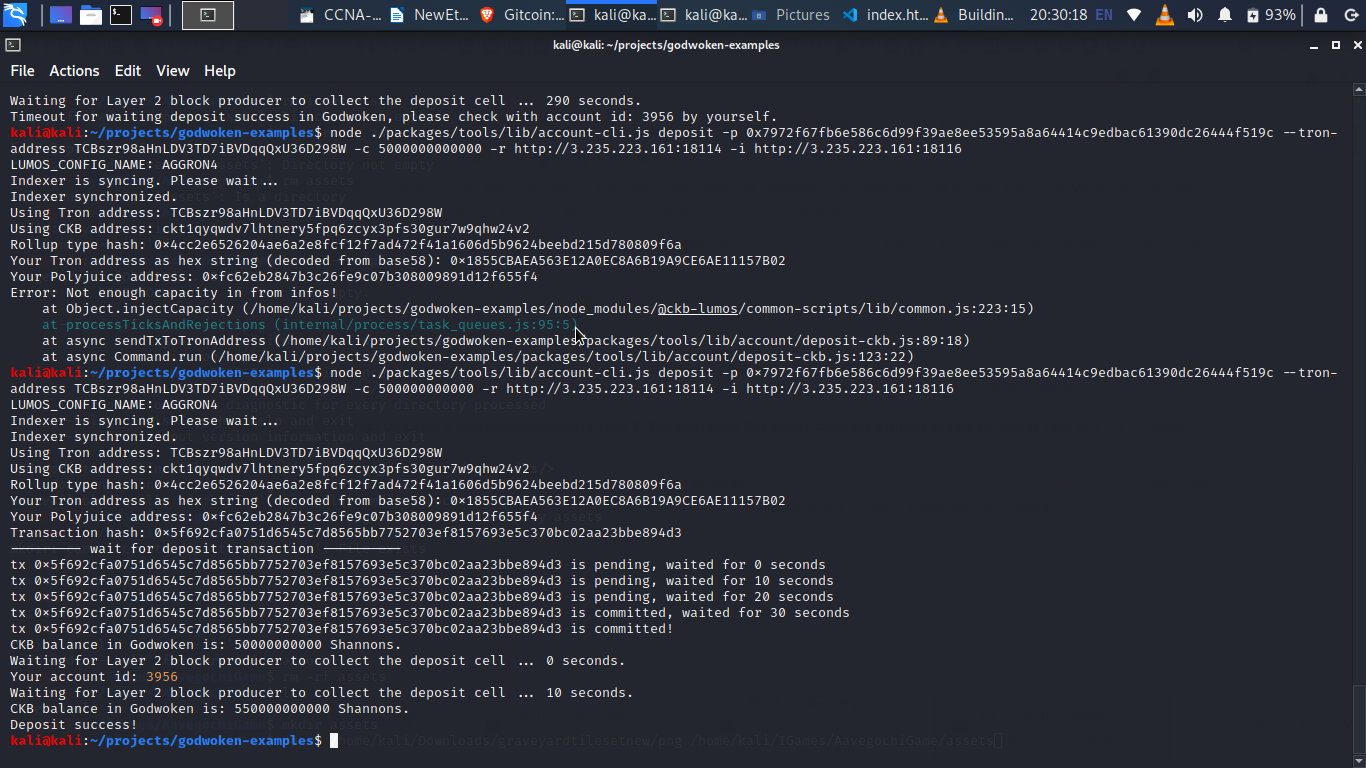 CCNA-... NewEt... Gitcoin:... kali@ka... kali@ka... Pictures index.ht... Buildin... 20:30:18 EN 93%
kali@kali: ~/projects/godwoken-examples
File Actions Edit View Help
Waiting for Layer 2 block producer to collect the deposit cell ... 290 seconds.
Timeout for waiting deposit success in Godwoken, please check with account id: 3956 by yourself.
kali@kali:~/projects/godwoken-examples$ node ./packages/tools/lib/account-cli.js deposit -p 0x7972f67fb6e586c6d99f39ae8ee53595a8a64414c9edbac61390dc26444f519c --tron-
address TCBszr98aHnLDV3TD7iBVDqqQxU36D298W -c 5000000000000 -r http://3.235.223.161:18114 -i http://3.235.223.161:18116
LUMOS_CONFIG_NAME: AGGRON4
Indexer is syncing. Please wait...
Indexer synchronized.
Using Tron address: TCBszr98aHnLDV3TD7iBVDqqQxU36D298W
Using CKB address: ckt1qyqwdv7lhtnery5fpq6zcyx3pfs30gur7w9qhw24v2
Rollup type hash: 0x4cc2e6526204ae6a2e8fcf12f7ad472f41a1606d5b9624beebd215d780809f6a
Your Tron address as hex string (decoded from base58): 0x1855CBAEA563E12A0EC8A6B19A9CE6AE11157B02
Your Polyjuice address: 0xfc62eb2847b3c26fe9c07b308009891d12f655f4
Error: Not enough capacity in from infos!
at Object.injectCapacity (/home/kali/projects/godwoken-examples/node_modules/@ckb-lumos/common-scripts/lib/common.js:223:15)
at processTicksAndRejections (internal/process/task_queues.js:95:5)
at async sendTxToTronAddress (/home/kali/projects/godwoken-examples/packages/tools/lib/account/deposit-ckb.js:89:18)
at async Command.run (/home/kali/projects/godwoken-examples/packages/tools/lib/account/deposit-ckb.js:123:22)
kali@kali:~/projects/godwoken-examples$ node ./packages/tools/lib/account-cli.js deposit -p 0x7972f67fb6e586c6d99f39ae8ee53595a8a64414c9edbac61390dc26444f519c --tron-
address TCBszr98aHnLDV3TD7iBVDqqQxU36D298W -c 500000000000 -r http://3.235.223.161:18114 -i http://3.235.223.161:18116
LUMOS_CONFIG_NAME: AGGRON4
Indexer is syncing. Please wait...
Indexer synchronized.
Using Tron address: TCBszr98aHnLDV3TD7iBVDqqQxU36D298W
Using CKB address: ckt1qyqwdv7lhtnery5fpq6zcyx3pfs30gur7w9qhw24v2
Rollup type hash: 0x4cc2e6526204ae6a2e8fcf12f7ad472f41a1606d5b9624beebd215d780809f6a
Your Tron address as hex string (decoded from base58): 0x1855CBAEA563E12A0EC8A6B19A9CE6AE11157B02
Your Polyjuice address: 0xfc62eb2847b3c26fe9c07b308009891d12f655f4
Transaction hash: 0x5f692cfa0751d6545c7d8565bb7752703ef8157693e5c370bc02aa23bbe894d3
--------- wait for deposit transaction ----------
tx 0x5f692cfa0751d6545c7d8565bb7752703ef8157693e5c370bc02aa23bbe894d3 is pending, waited for 0 seconds
tx 0x5f692cfa0751d6545c7d8565bb7752703ef8157693e5c370bc02aa23bbe894d3 is pending, waited for 10 seconds
tx 0x5f692cfa0751d6545c7d8565bb7752703ef8157693e5c370bc02aa23bbe894d3 is pending, waited for 20 seconds
tx 0x5f692cfa0751d6545c7d8565bb7752703ef8157693e5c370bc02aa23bbe894d3 is committed, waited for 30 seconds
tx 0x5f692cfa0751d6545c7d8565bb7752703ef8157693e5c370bc02aa23bbe894d3 is committed!
CKB balance in Godwoken is: 50000000000 Shannons.
Waiting for Layer 2 block producer to collect the deposit cell ... 0 seconds.
Your account id: 3956
Waiting for Layer 2 block producer to collect the deposit cell ... 10 seconds.
CKB balance in Godwoken is: 550000000000 Shannons.
Deposit success!
kali@kali:~/projects/godwoken-examples$